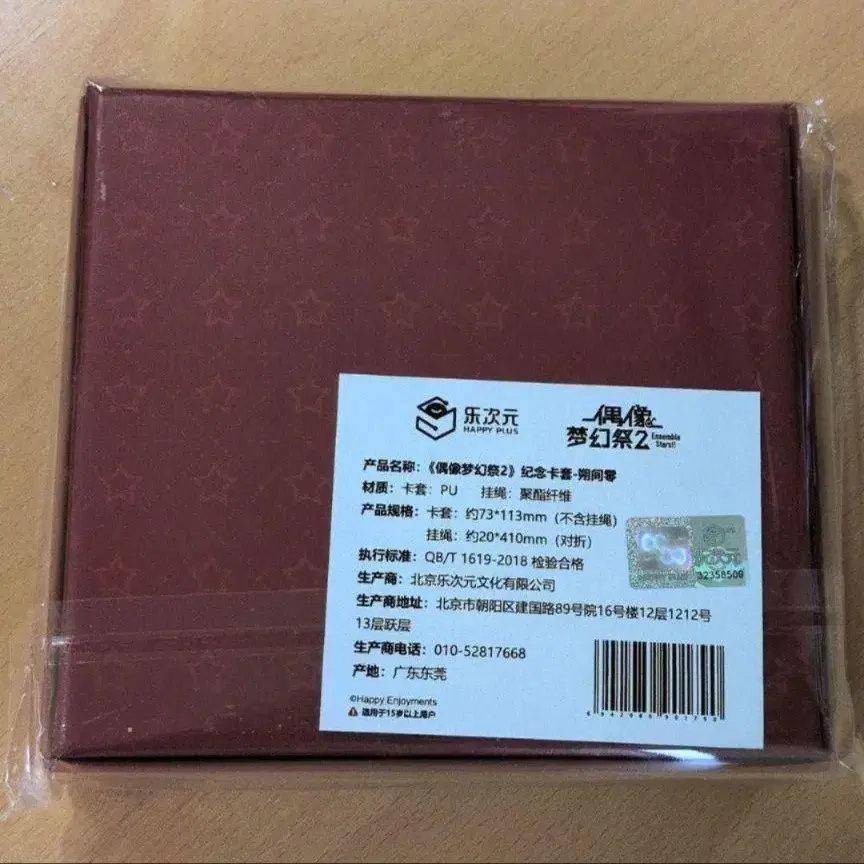 乐次元
HAPPY PLUS
偶像
梦幻祭2
Ensemble
Stars!!
产品名称：《偶像梦幻祭2》纪念卡套-朔间零
材质：卡套：PU 挂绳：聚酯纤维
产品规格：卡套：约73*113mm（不含挂绳）
挂绳：约20*410mm（对折）
执行标准：QB/T 1619-2018 检验合格
生产商：北京乐次元文化有限公司
生产商地址：北京市朝阳区建国路89号院16号楼12层1212号
13层跃层
生产商电话：010-52817668
产地：广东东莞
©Happy Enjoyments
适用于15岁以上用户
乐次元
HAPPY PLUS
32358509